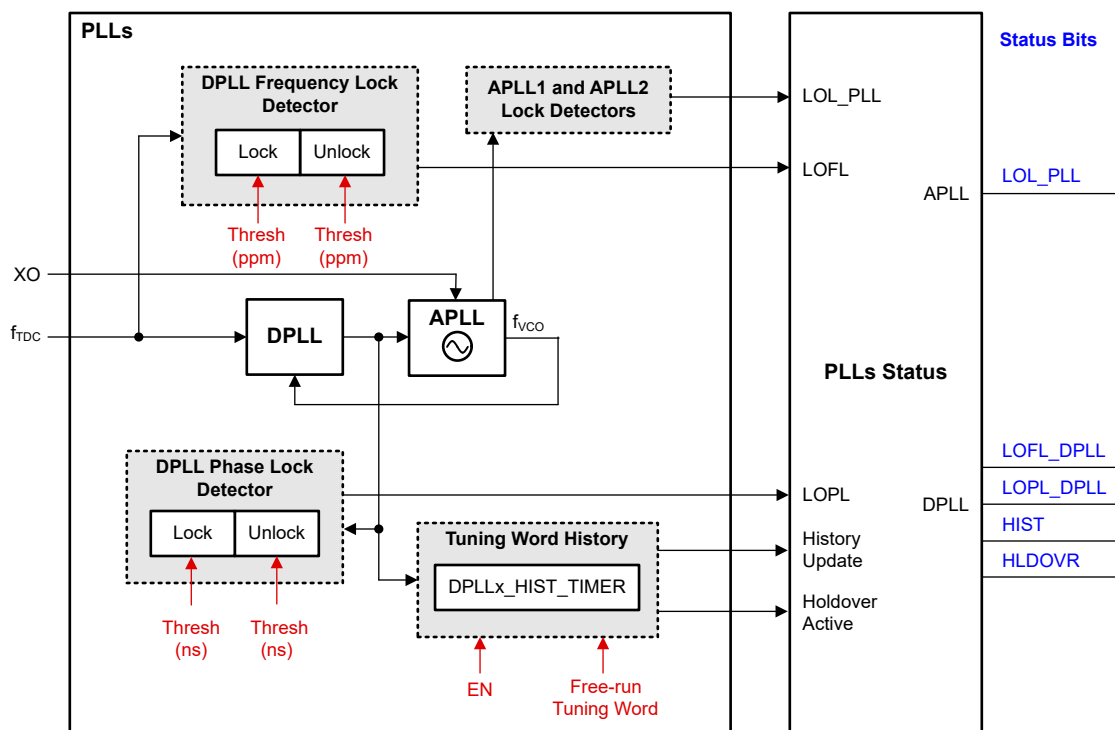 PLLs
DPLL Frequency Lock
Detector
Lock
Unlock
Thresh
(ppm)
Thresh
(ppm)
APLL1 and APLL2
Lock Detectors
XO
fTDC
DPLL
APLL
fVCO
DPLL Phase Lock
Detector
Lock
Unlock
Thresh
(ns)
Thresh
(ns)
Tuning Word History
DPLLx_HIST_TIMER
EN
Free-run
Tuning Word
LOL_PLL
LOFL
APLL
PLLs Status
LOPL
DPLL
History
Update
Holdover
Active
Status Bits
LOL_PLL
LOFL_DPLL
LOPL_DPLL
HIST
HLDOVR